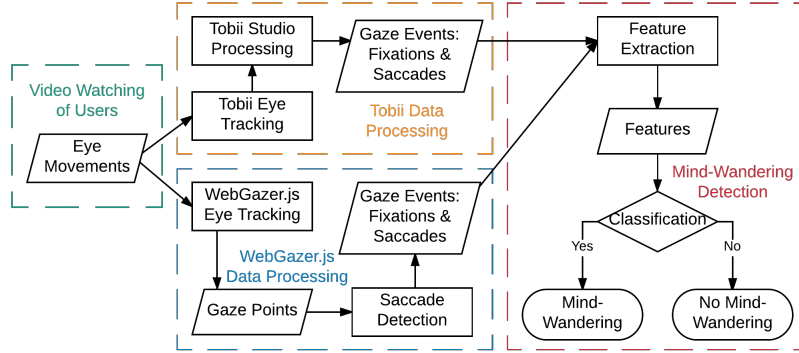 Video Watching
of Users
Eye
Movements
Tobii Studio
Processing
Tobii Eye
Tracking
Gaze Events:
Fixations &
Saccades
Tobii Data
Processing
WebGazer.js
Eye Tracking
WebGazer.js
Data Processing
Gaze Points
Saccade
Detection
Gaze Events:
Fixations &
Saccades
Feature
Extraction
Features
Mind-Wandering
Detection
Classification
Yes
No
Mind-
Wandering
No Mind-
Wandering